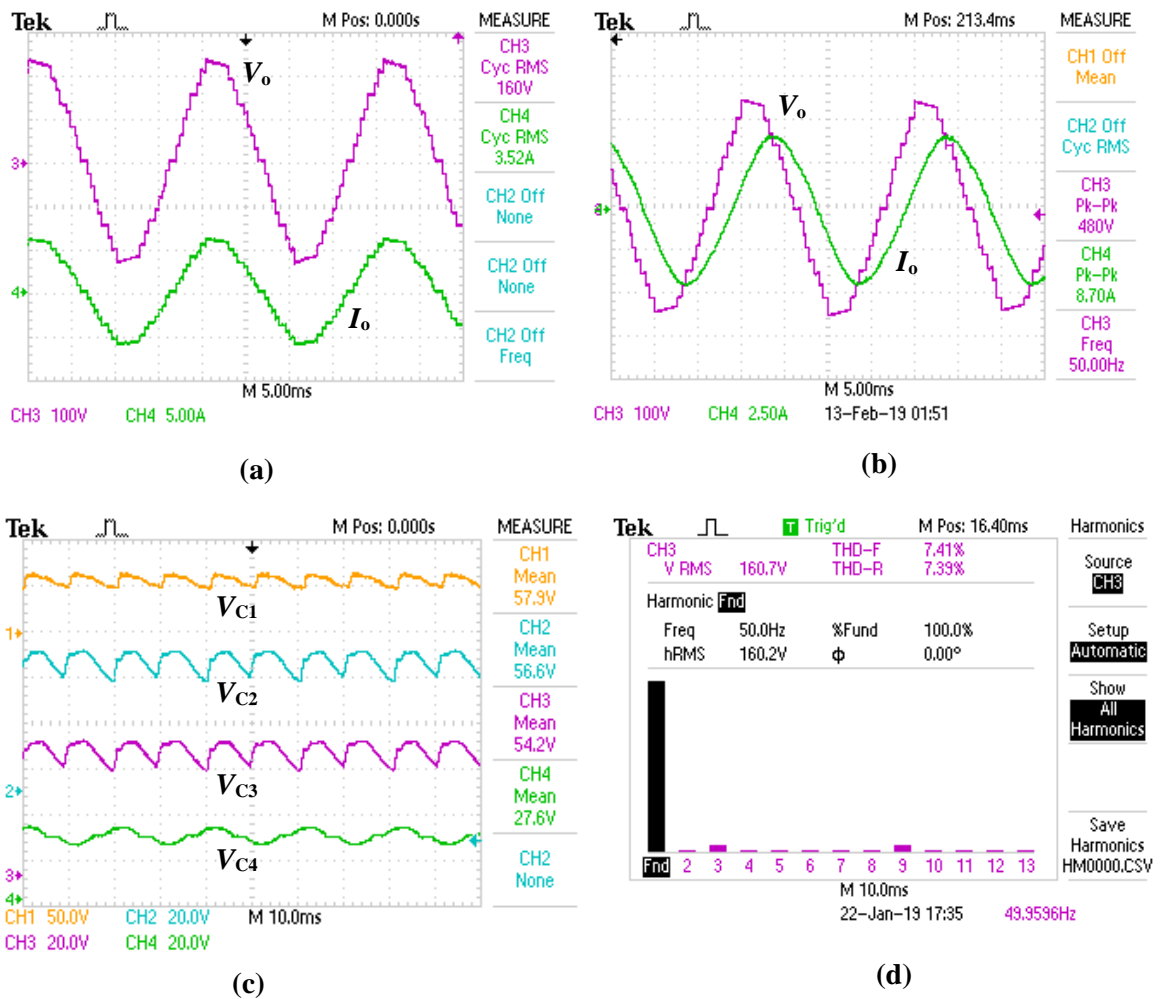 Tek M Pos: 0.000s MEASURE
CH3
Cyc RMS
160V
CH4
Cyc RMS
3.52A
CH2 Off
None
CH2 Off
None
CH2 Off
Freq
Vo
Io
3
4
M 5.00ms
CH3 100V CH4 5.00A
(a)
Tek M Pos: 213.4ms MEASURE
CH1 Off
Mean
CH2 Off
Cyc RMS
CH3
Pk-Pk
480V
CH4
Pk-Pk
8.70A
CH3
Freq
50.00Hz
Vo
Io
M 5.00ms
CH3 100V CH4 2.50A 13-Feb-19 01:51
(b)
Tek M Pos: 0.000s MEASURE
CH1
Mean
57.9V
CH2
Mean
56.6V
CH3
Mean
54.2V
CH4
Mean
27.6V
CH2
None
VC1
1
VC2
VC3
2
VC4
3
4
CH1 50.0V CH2 20.0V M 10.0ms
CH3 20.0V CH4 20.0V
(c)
Tek T Trig'd M Pos: 16.40ms Harmonics
CH3 THD-F 7.41%
V RMS 160.7V THD-R 7.39%
Harmonic Fnd
Freq 50.0Hz %Fund 100.0%
hRMS 160.2V ϕ 0.00°
Source
CH3
Setup
Automatic
Show
All
Harmonics
Save
Harmonics
HM0000.CSV
Fnd 2 3 4 5 6 7 8 9 10 11 12 13
M 10.0ms
22-Jan-19 17:35 49.9596Hz
(d)